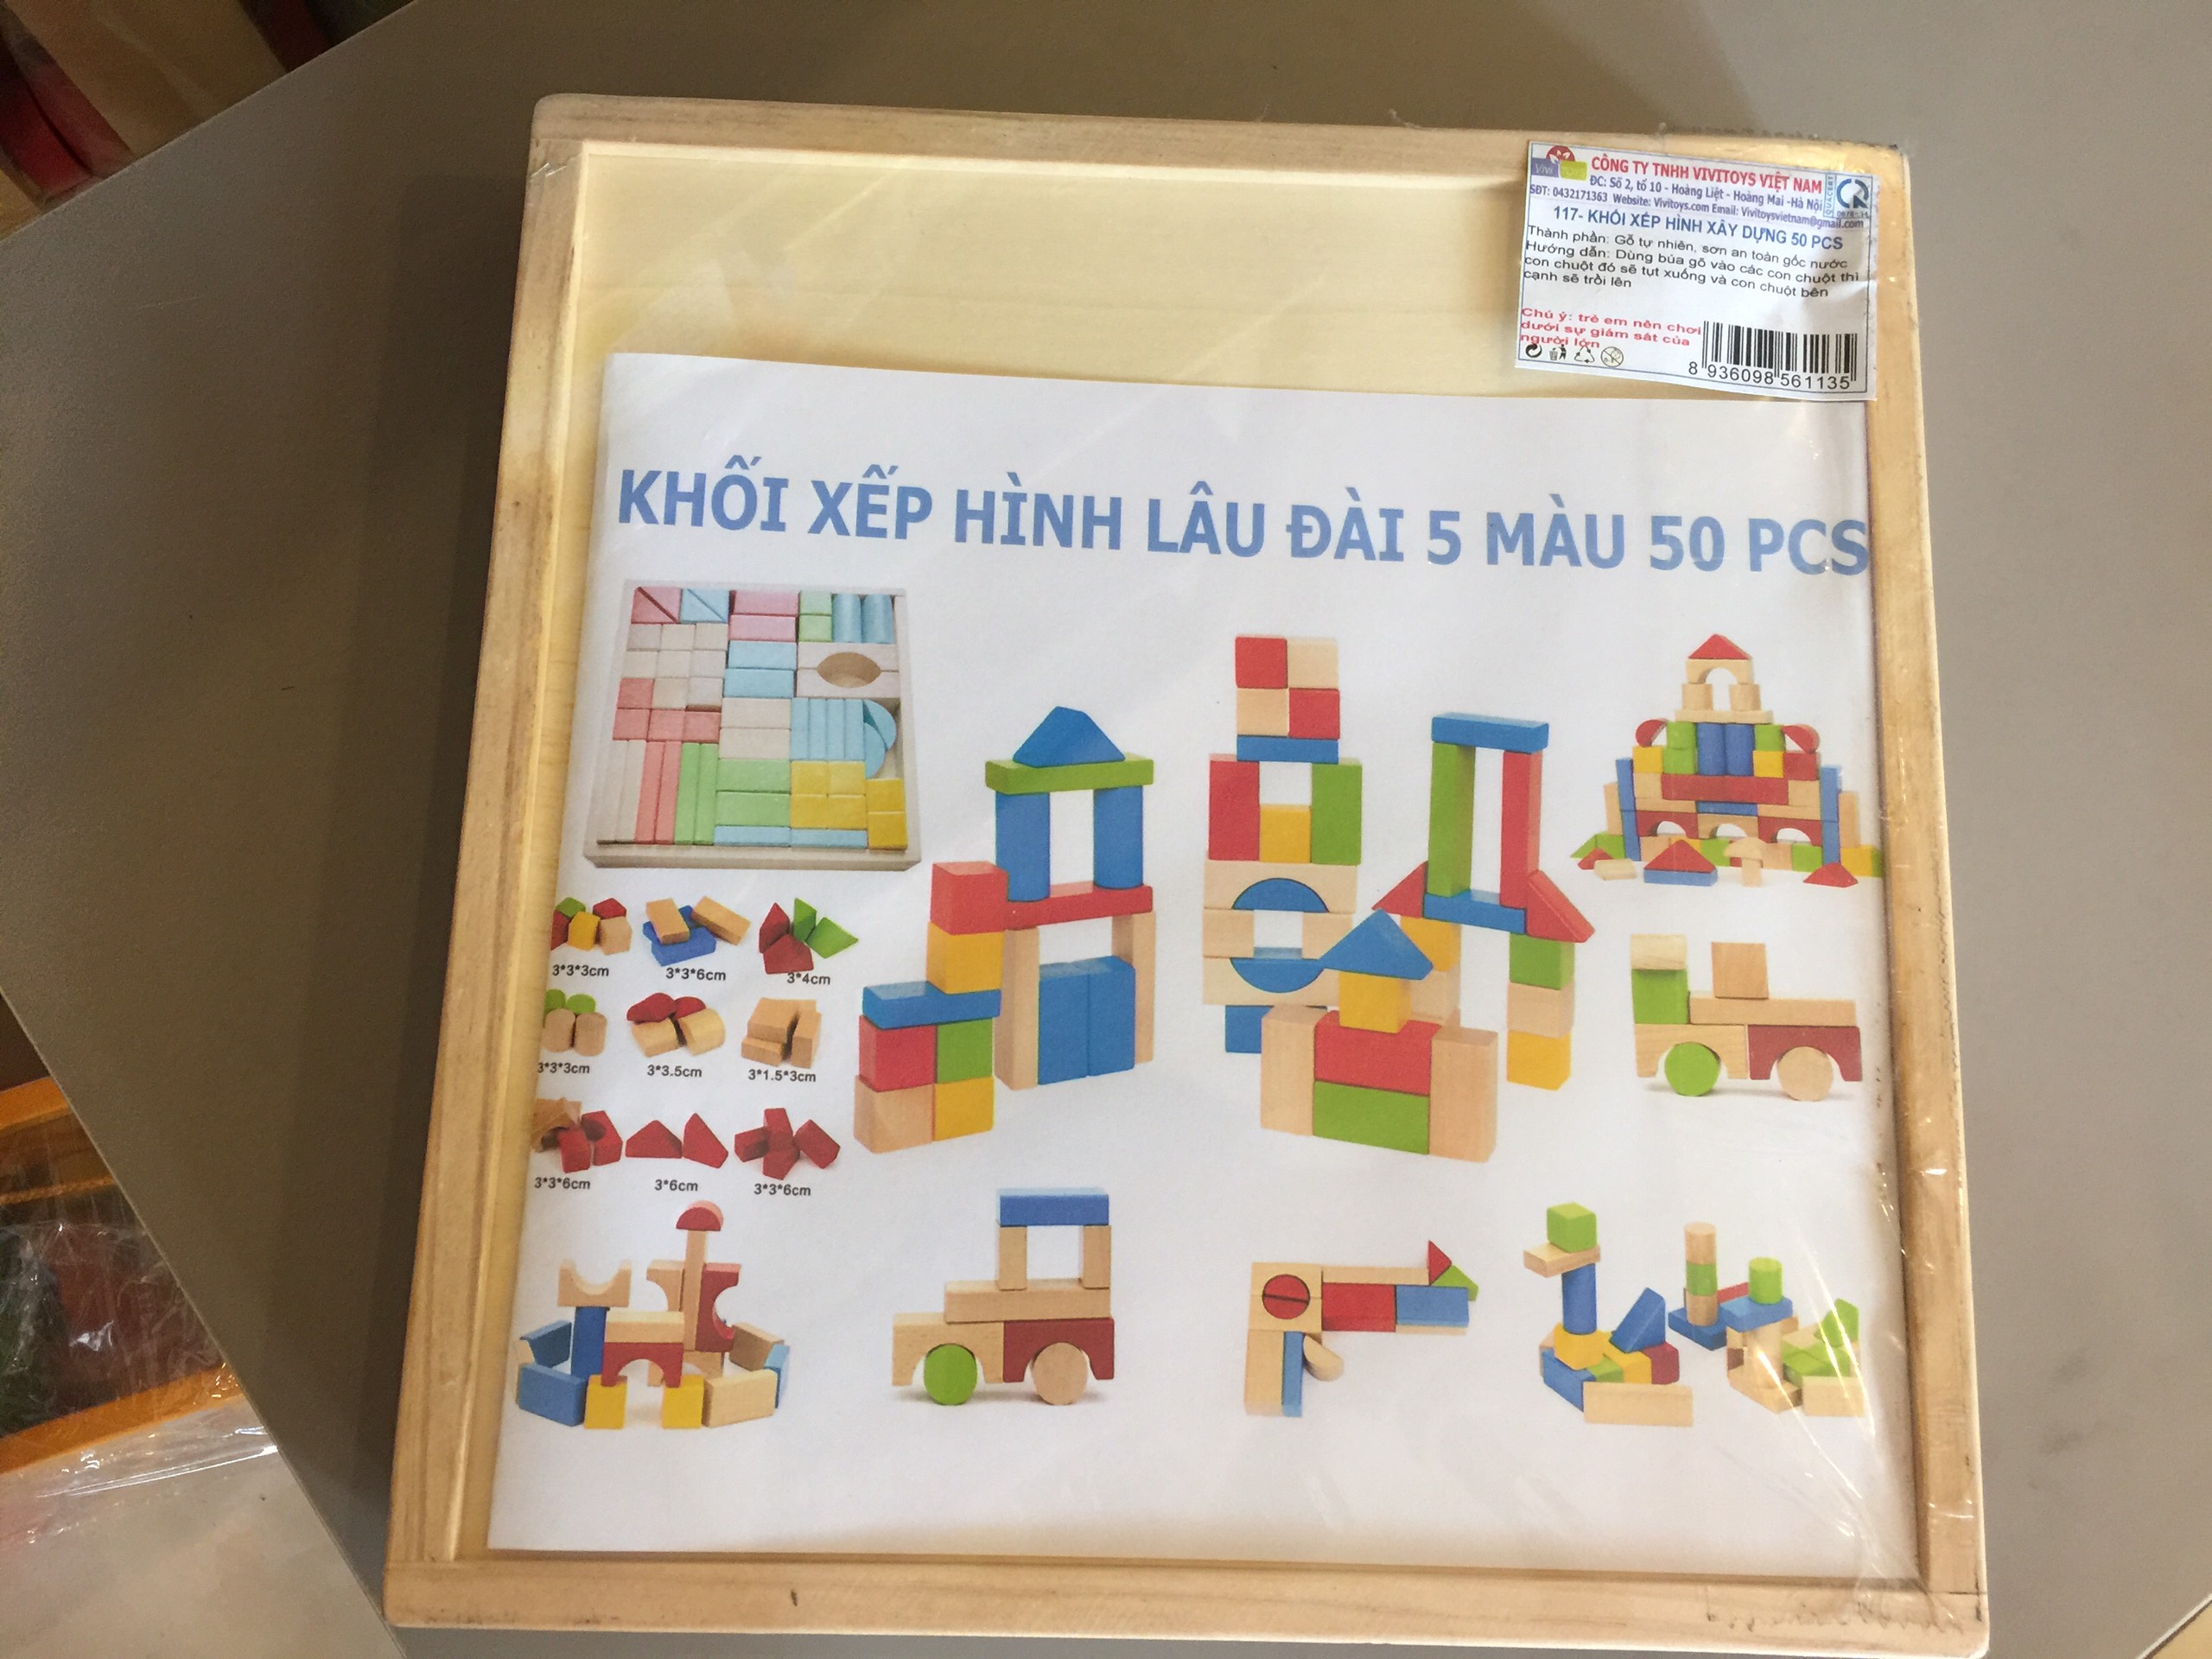 CÔNG TY TNHH VIVITOYS VIỆT NAM
ĐC: Số 2, tổ 10 - Hoàng Liệt - Hoàng Mai -Hà Nội
SĐT: 0432171363 Website: Vivitoys.com Email: Vivitoysvietnam@gmail.com
117- KHỐI XẾP HÌNH XÂY DỰNG 50 PCS
Thành phần: Gỗ tự nhiên, sơn an toàn gốc nước
Hướng dẫn: Dùng búa gõ vào các con chuột thì
con chuột đó sẽ tụt xuống và con chuột bên
cạnh sẽ trồi lên
Chú ý: trẻ em nên chơi
dưới sự giám sát của
người lớn
8 936098 561135
KHỐI XẾP HÌNH LÂU ĐÀI 5 MÀU 50 PCS
3*3*3cm 3*3*6cm 3*4cm
3*3*3cm 3*3.5cm 3*1.5*3cm
3*3*6cm 3*6cm 3*3*6cm